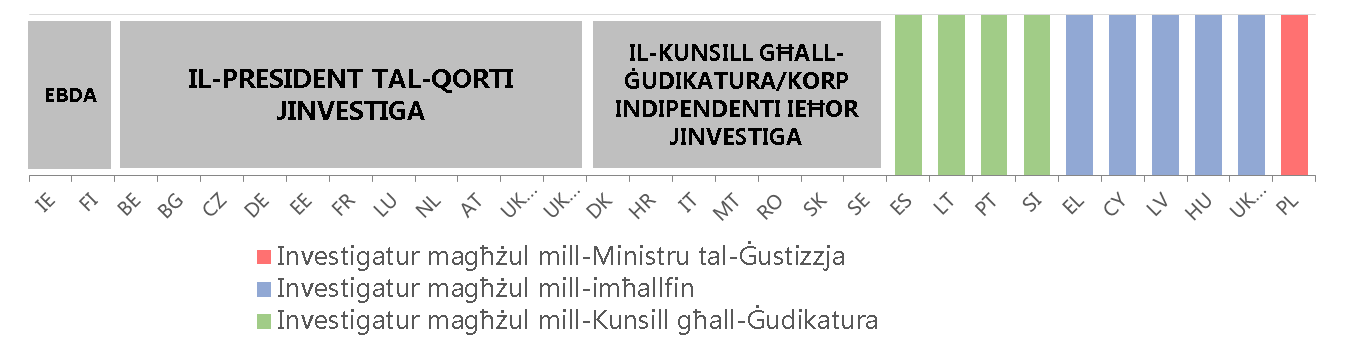 EBDA
IL-PRESIDENT TAL-QORTI
JINVESTIGA
IL-KUNSILL GĦALL-
ĠUDIKATURA/KORP
INDIPENDENTI IEĦOR
JINVESTIGA
IE FI BE BG CZ DE EE FR LU NL AT UK... UK... DK HR IT MT RO SK SE ES LT PT SI EL CY LV HU UK... PL
Investigatur magħżul mill-Ministru tal-Ġustizzja
Investigatur magħżul mill-imħallfin
Investigatur magħżul mill-Kunsill għall-Ġudikatura